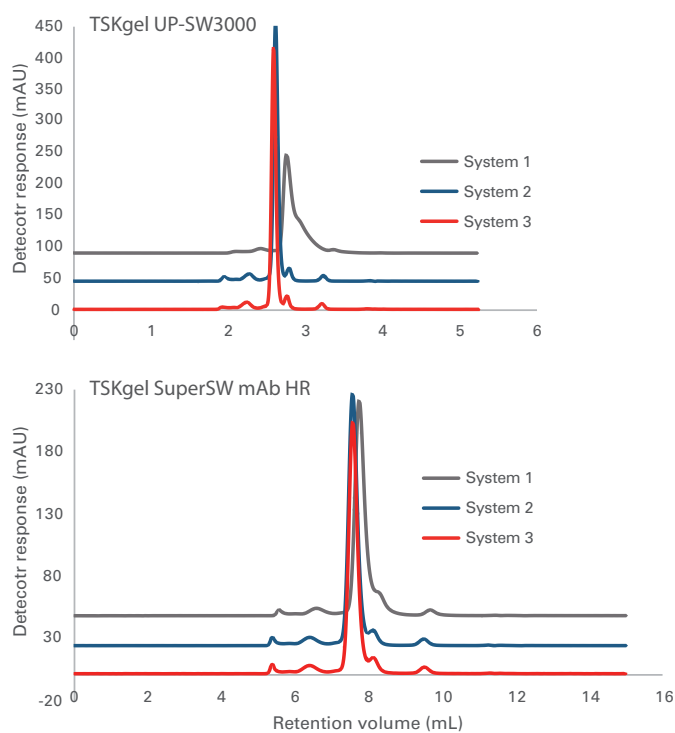 TSKgel UP-SW3000
Detecotr response (mAU)
450
400
350
300
250
200
150
100
50
0
System 1
System 2
System 3
0 1 2 3 4 5 6
TSKgel SuperSW mAb HR
Detecotr response (mAU)
230
180
130
80
30
-20
System 1
System 2
System 3
0 2 4 6 8 10 12 14 16
Retention volume (mL)